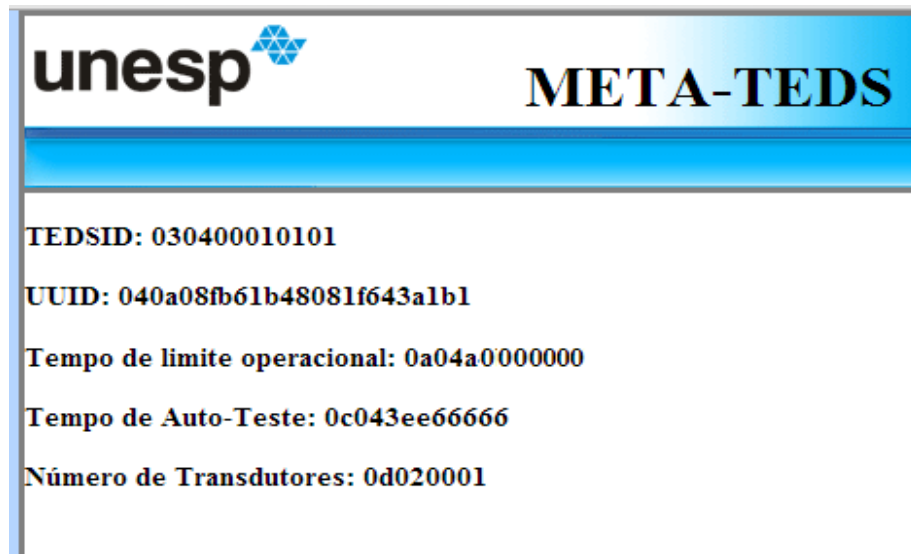 unesp
META-TEDS
TEDSID: 030400010101
UUID: 040a08fb61b48081f643a1b1
Tempo de limite operacional: 0a04a0000000
Tempo de Auto-Teste: 0c043ee66666
Número de Transdutores: 0d020001